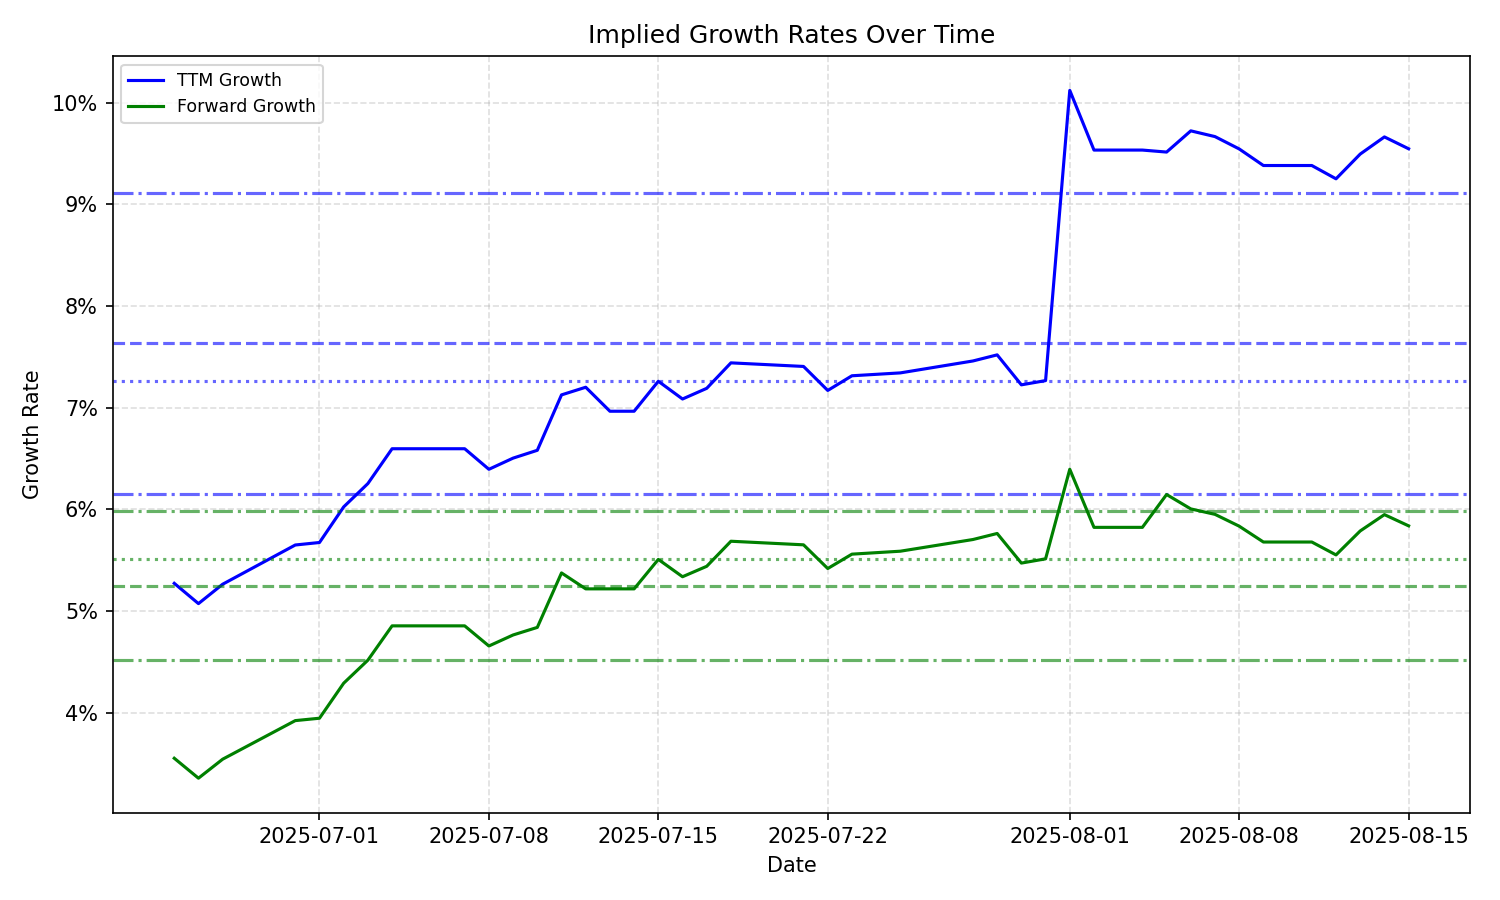 Implied Growth Rates Over Time
TTM Growth
Forward Growth
10%
9%
8%
7%
6%
5%
4%
Growth Rate
2025-07-01
2025-07-08
2025-07-15
2025-07-22
2025-08-01
2025-08-08
2025-08-15
Date